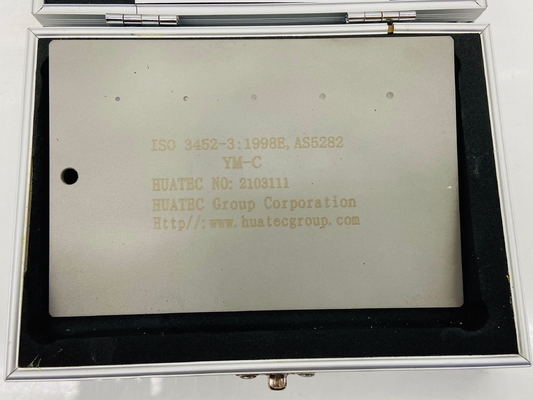 ISO 3452-3:1998E, AS5282
YM-C
HUATEC NO: 2103111
HUATEC Group Corporation
Http//:www.huatecgroup.com